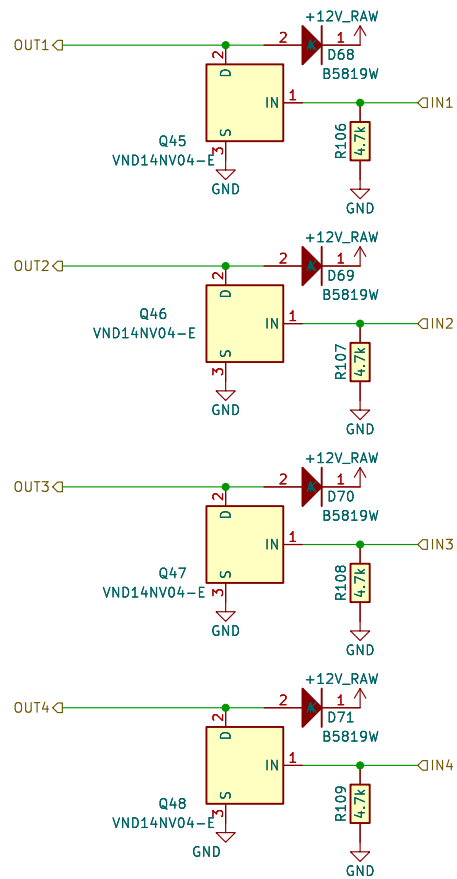 +12V_RAW
OUT1 2 1
D68
2
B5819W
D
IN 1 IN1
R106 4.7k
S
Q45
VND14NV04-E 3
GND
GND
+12V_RAW
OUT2 2 1
D69
2
B5819W
D
Q46
IN 1 IN2
VND14NV04-E
R107 4.7k
S
3
GND
GND
+12V_RAW
OUT3 2 1
D70
2
B5819W
D
IN 1 IN3
R108 4.7k
S
Q47
VND14NV04-E 3
GND
GND
+12V_RAW
OUT4 2 1
D71
2
B5819W
D
IN 1 IN4
R109 4.7k
S
Q48
VND14NV04-E 3
GND
GND